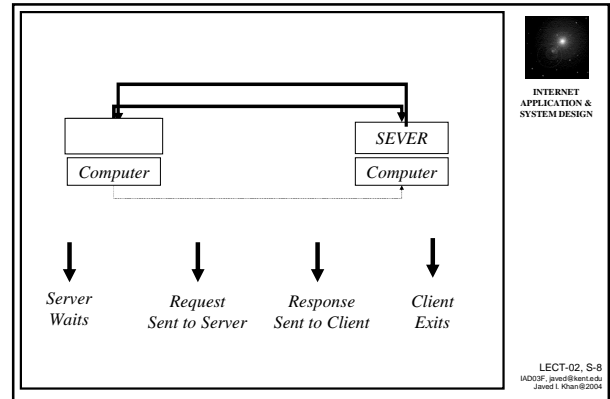 INTERNET
APPLICATION &
SYSTEM DESIGN
SEVER
Computer
Computer
Server
Waits
Request
Sent to Server
Response
Sent to Client
Client
Exits
LECT-02, S-8
IAD03F, javed@kent.edu
Javed I. Khan@2004